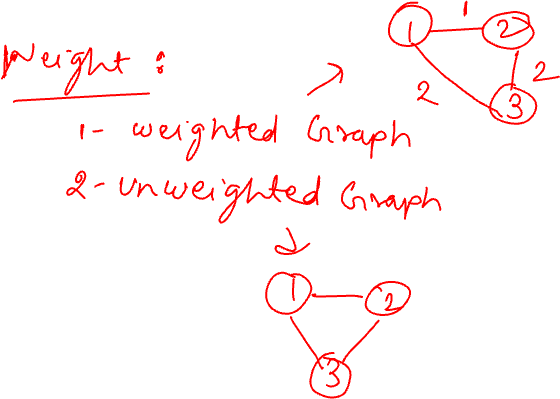 1
1 2
Weight:
2 2
3
1- weighted Graph
2- unweighted Graph
1 2
3